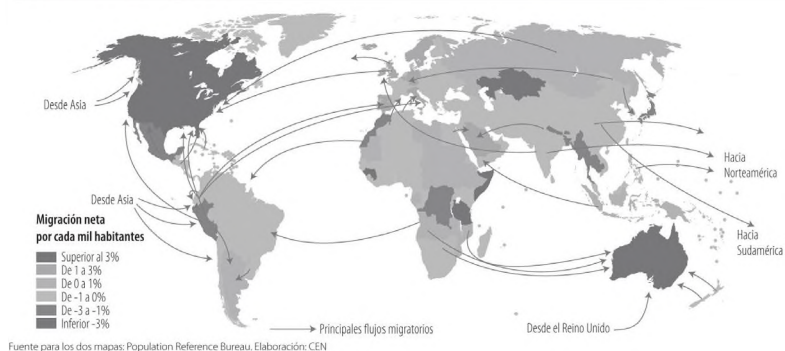 Desde Asia
Desde Asia
Migración neta
por cada mil habitantes
Superior al 3%
De 1 a 3%
De 0 a 1%
De -1 a 0%
De -3 a -1%
Inferior -3%
Principales flujos migratorios
Hacia
Norteamérica
Hacia
Sudamérica
Desde el Reino Unido
Fuente para los dos mapas: Population Reference Bureau. Elaboración: CEN